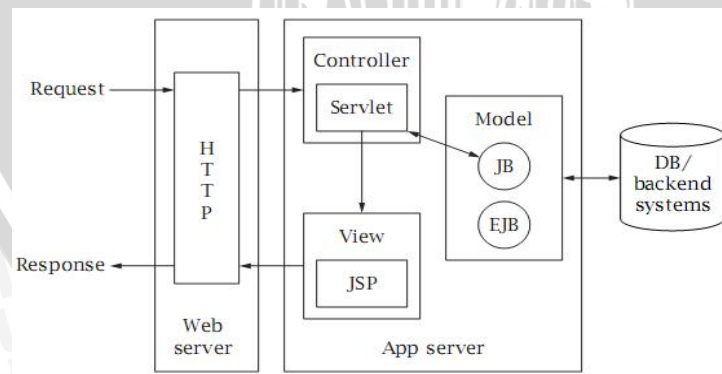 Request
Response
H
T
T
P
Web
server
Controller
Servlet
View
JSP
Model
JB
EJB
App server
DB/
backend
systems